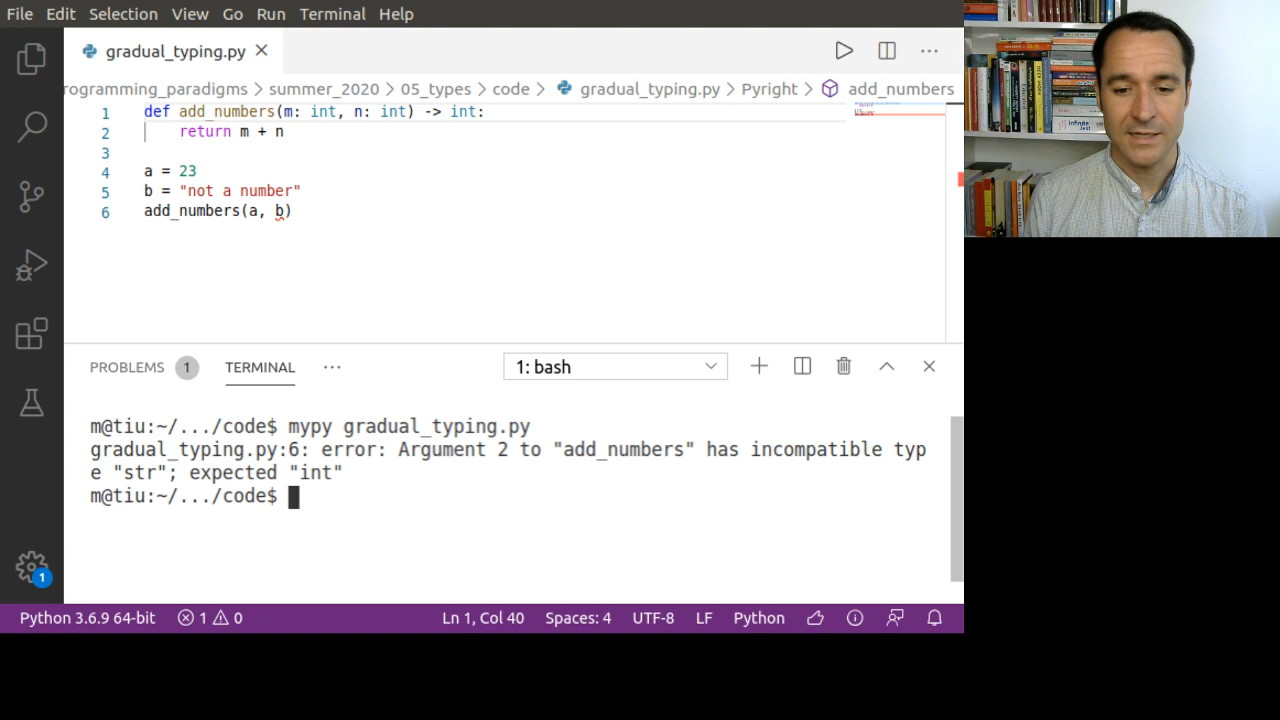 File Edit Selection View Go Run Terminal Help
gradual_typing.py
rogramming_paradigms > summer_2020 > 05_types > code > gradual_typing.py > Pyright > add_numbers
1 def add_numbers(m: int, n: int) -> int:
2 return m + n
3
4 a = 23
5 b = "not a number"
6 add_numbers(a, b)
PROBLEMS 1 TERMINAL ··· 1: bash
m@tiu:~/.../code$ mypy gradual_typing.py
gradual_typing.py:6: error: Argument 2 to "add_numbers" has incompatible typ
e "str"; expected "int"
m@tiu:~/.../code$
1
Python 3.6.9 64-bit 1 0 Ln 1, Col 40 Spaces: 4 UTF-8 LF Python
Infinite Jest